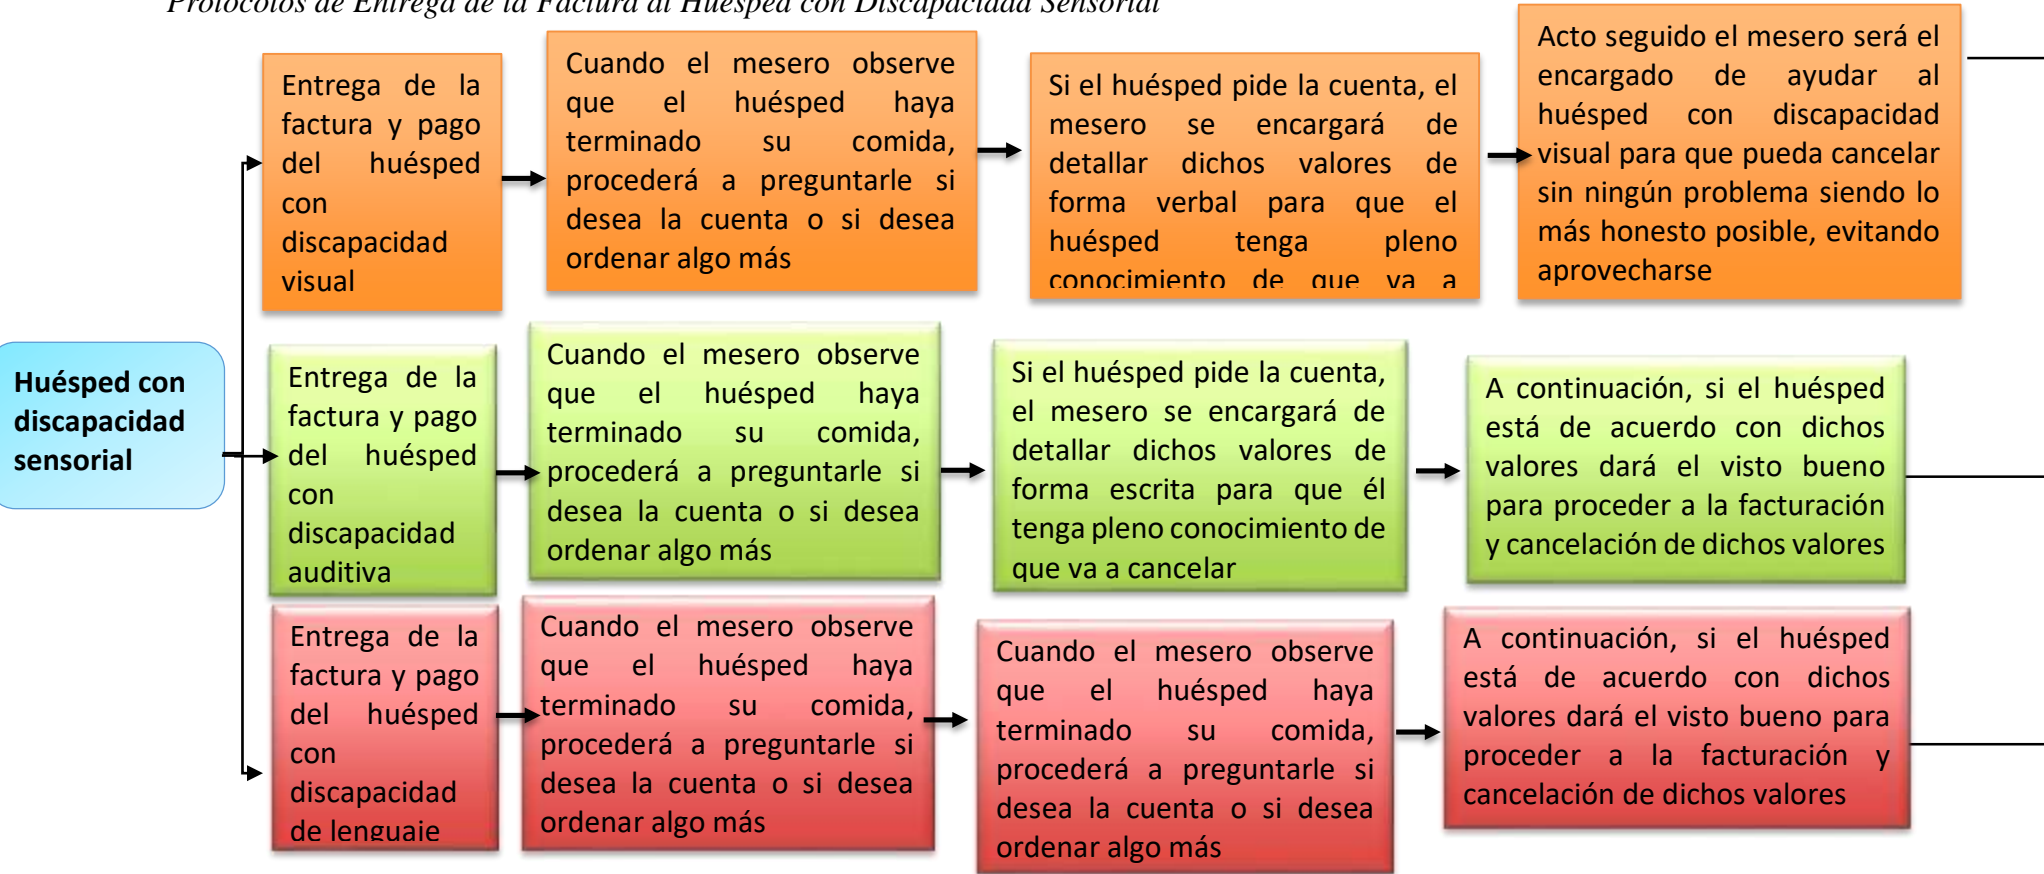 Protocolos de Entrega de la Factura al Huésped con Discapacidad Sensorial
Huésped con
discapacidad
sensorial
Entrega de la
factura y pago
del huésped
con
discapacidad
visual
Cuando el mesero observe
que el huésped haya
terminado su comida,
procederá a preguntarle si
desea la cuenta o si desea
ordenar algo más
Si el huésped pide la cuenta, el
mesero se encargará de
detallar dichos valores de
forma verbal para que el
huésped tenga pleno
conocimiento de que va a
Acto seguido el mesero será el
encargado de ayudar al
huésped con discapacidad
visual para que pueda cancelar
sin ningún problema siendo lo
más honesto posible, evitando
aprovecharse
Entrega de la
factura y pago
del huésped
con
discapacidad
auditiva
Cuando el mesero observe
que el huésped haya
terminado su comida,
procederá a preguntarle si
desea la cuenta o si desea
ordenar algo más
Si el huésped pide la cuenta,
el mesero se encargará de
detallar dichos valores de
forma escrita para que él
tenga pleno conocimiento de
que va a cancelar
A continuación, si el huésped
está de acuerdo con dichos
valores dará el visto bueno
para proceder a la facturación
y cancelación de dichos valores
Entrega de la
factura y pago
del huésped
con
discapacidad
de lenguaje
Cuando el mesero observe
que el huésped haya
terminado su comida,
procederá a preguntarle si
desea la cuenta o si desea
ordenar algo más
Cuando el mesero observe
que el huésped haya
terminado su comida,
procederá a preguntarle si
desea la cuenta o si desea
ordenar algo más
A continuación, si el huésped
está de acuerdo con dichos
valores dará el visto bueno para
proceder a la facturación y
cancelación de dichos valores